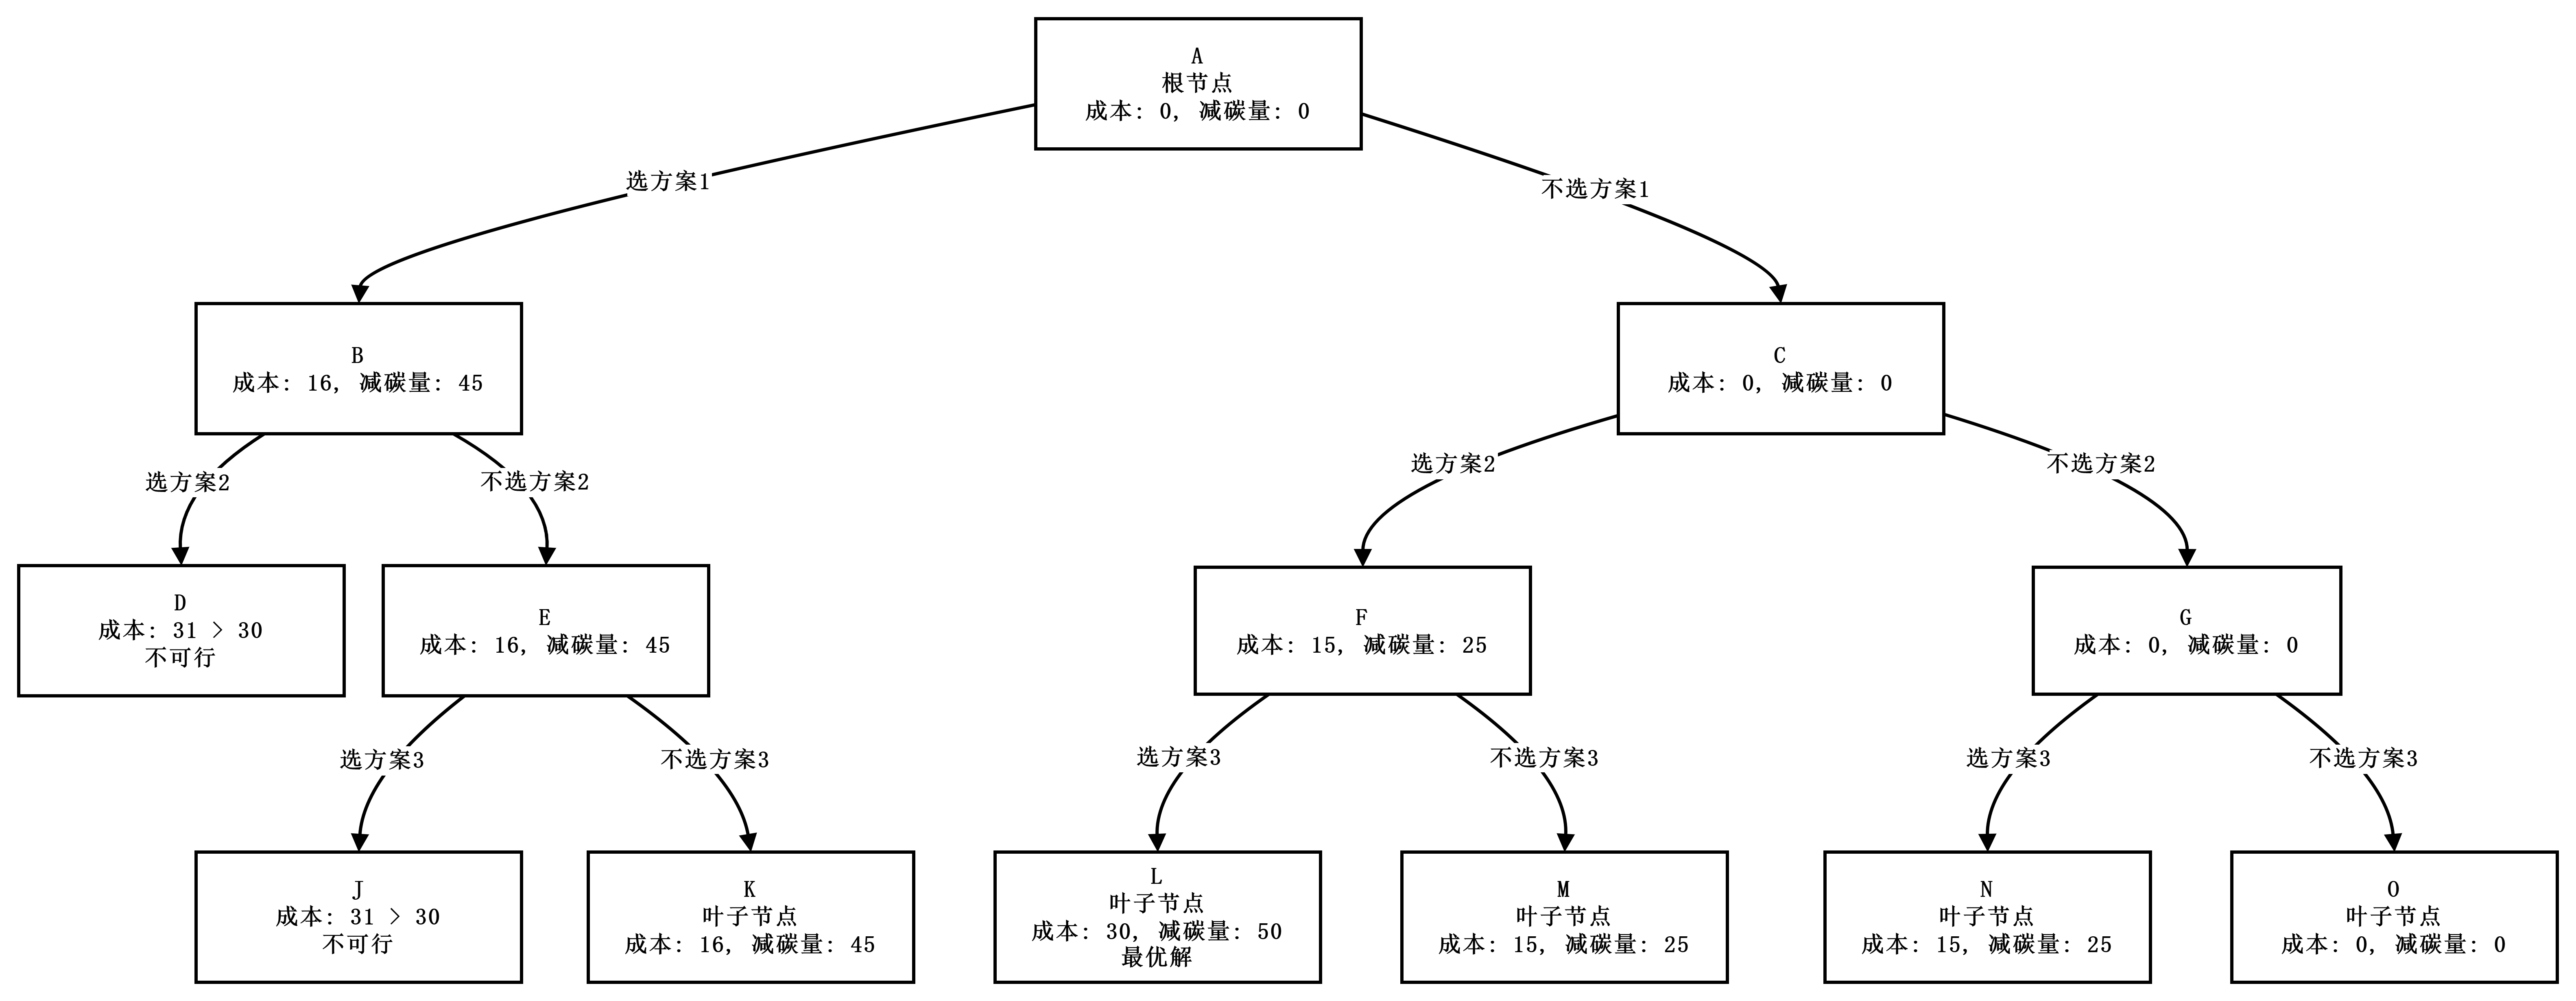 A
根节点
成本: 0, 减碳量: 0
选方案1
不选方案1
B
成本: 16, 减碳量: 45
C
成本: 0, 减碳量: 0
选方案2
不选方案2
选方案2
不选方案2
D
成本: 31 > 30
不可行
E
成本: 16, 减碳量: 45
F
成本: 15, 减碳量: 25
G
成本: 0, 减碳量: 0
选方案3
不选方案3
选方案3
不选方案3
选方案3
不选方案3
J
成本: 31 > 30
不可行
K
叶子节点
成本: 16, 减碳量: 45
L
叶子节点
成本: 30, 减碳量: 50
最优解
M
叶子节点
成本: 15, 减碳量: 25
N
叶子节点
成本: 15, 减碳量: 25
O
叶子节点
成本: 0, 减碳量: 0